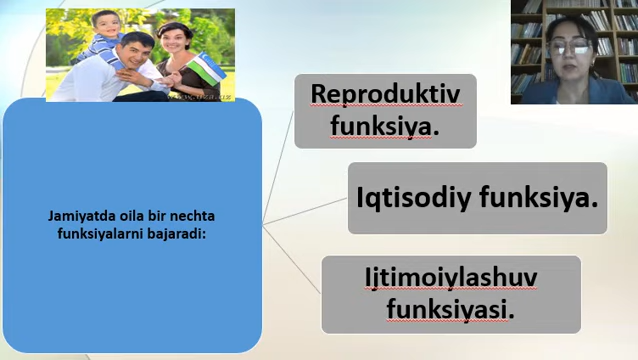 Jamiyatda oila bir nechta
funksiyalarni bajaradi:
Reproduktiv
funksiya.
Iqtisodiy funksiya.
Ijtimoiylashuv
funksiyasi.